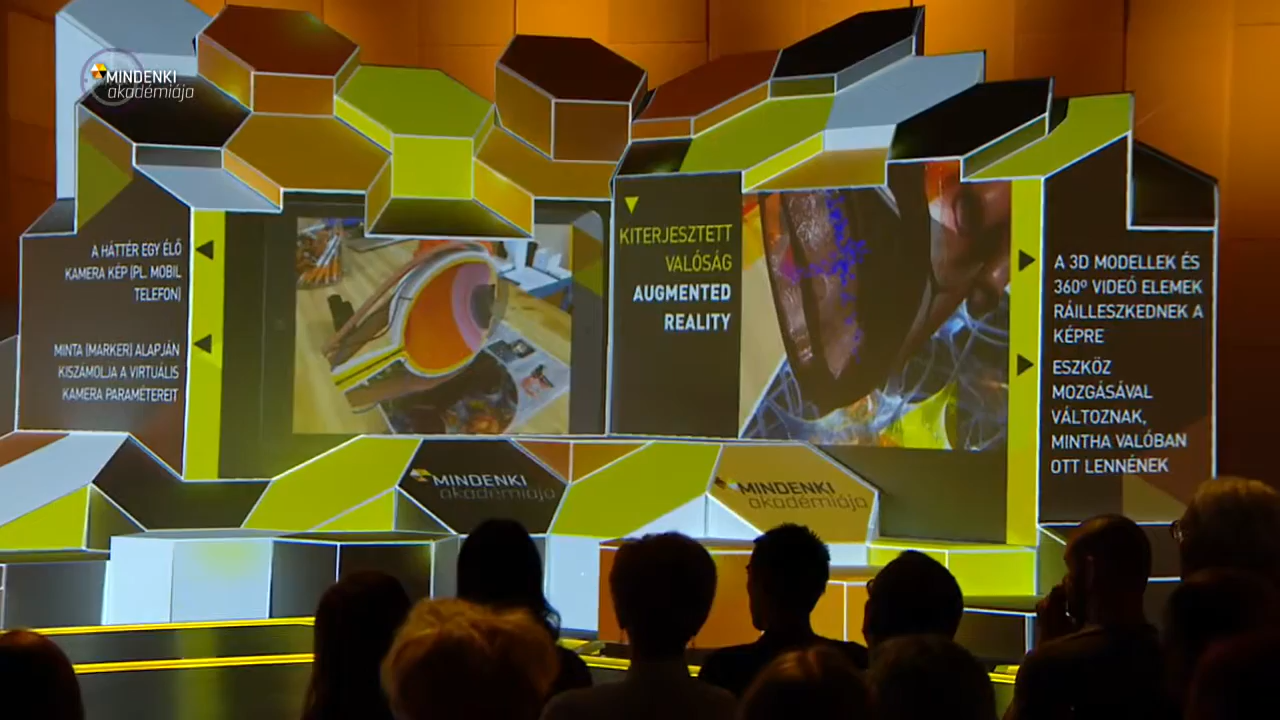 MINDENKI
akadémiája
A HÁTTÉR EGY ÉLŐ
KAMERA KÉP (PL. MOBIL
TELEFON)
MINTA (MARKER) ALAPJÁN
KISZÁMOLJA A VIRTUÁLIS
KAMERA PARAMÉTEREIT
KITERJESZTETT
VALÓSÁG
AUGMENTED
REALITY
A 3D MODELLEK ÉS
360º VIDEÓ ELEMEK
RÁILLESZKEDNEK A
KÉPRE
ESZKÖZ
MOZGÁSÁVAL
VÁLTOZNAK,
MINTHA VALÓBAN
OTT LENNÉNEK
MINDENKI
akadémiája
MINDENKI
akadémiája